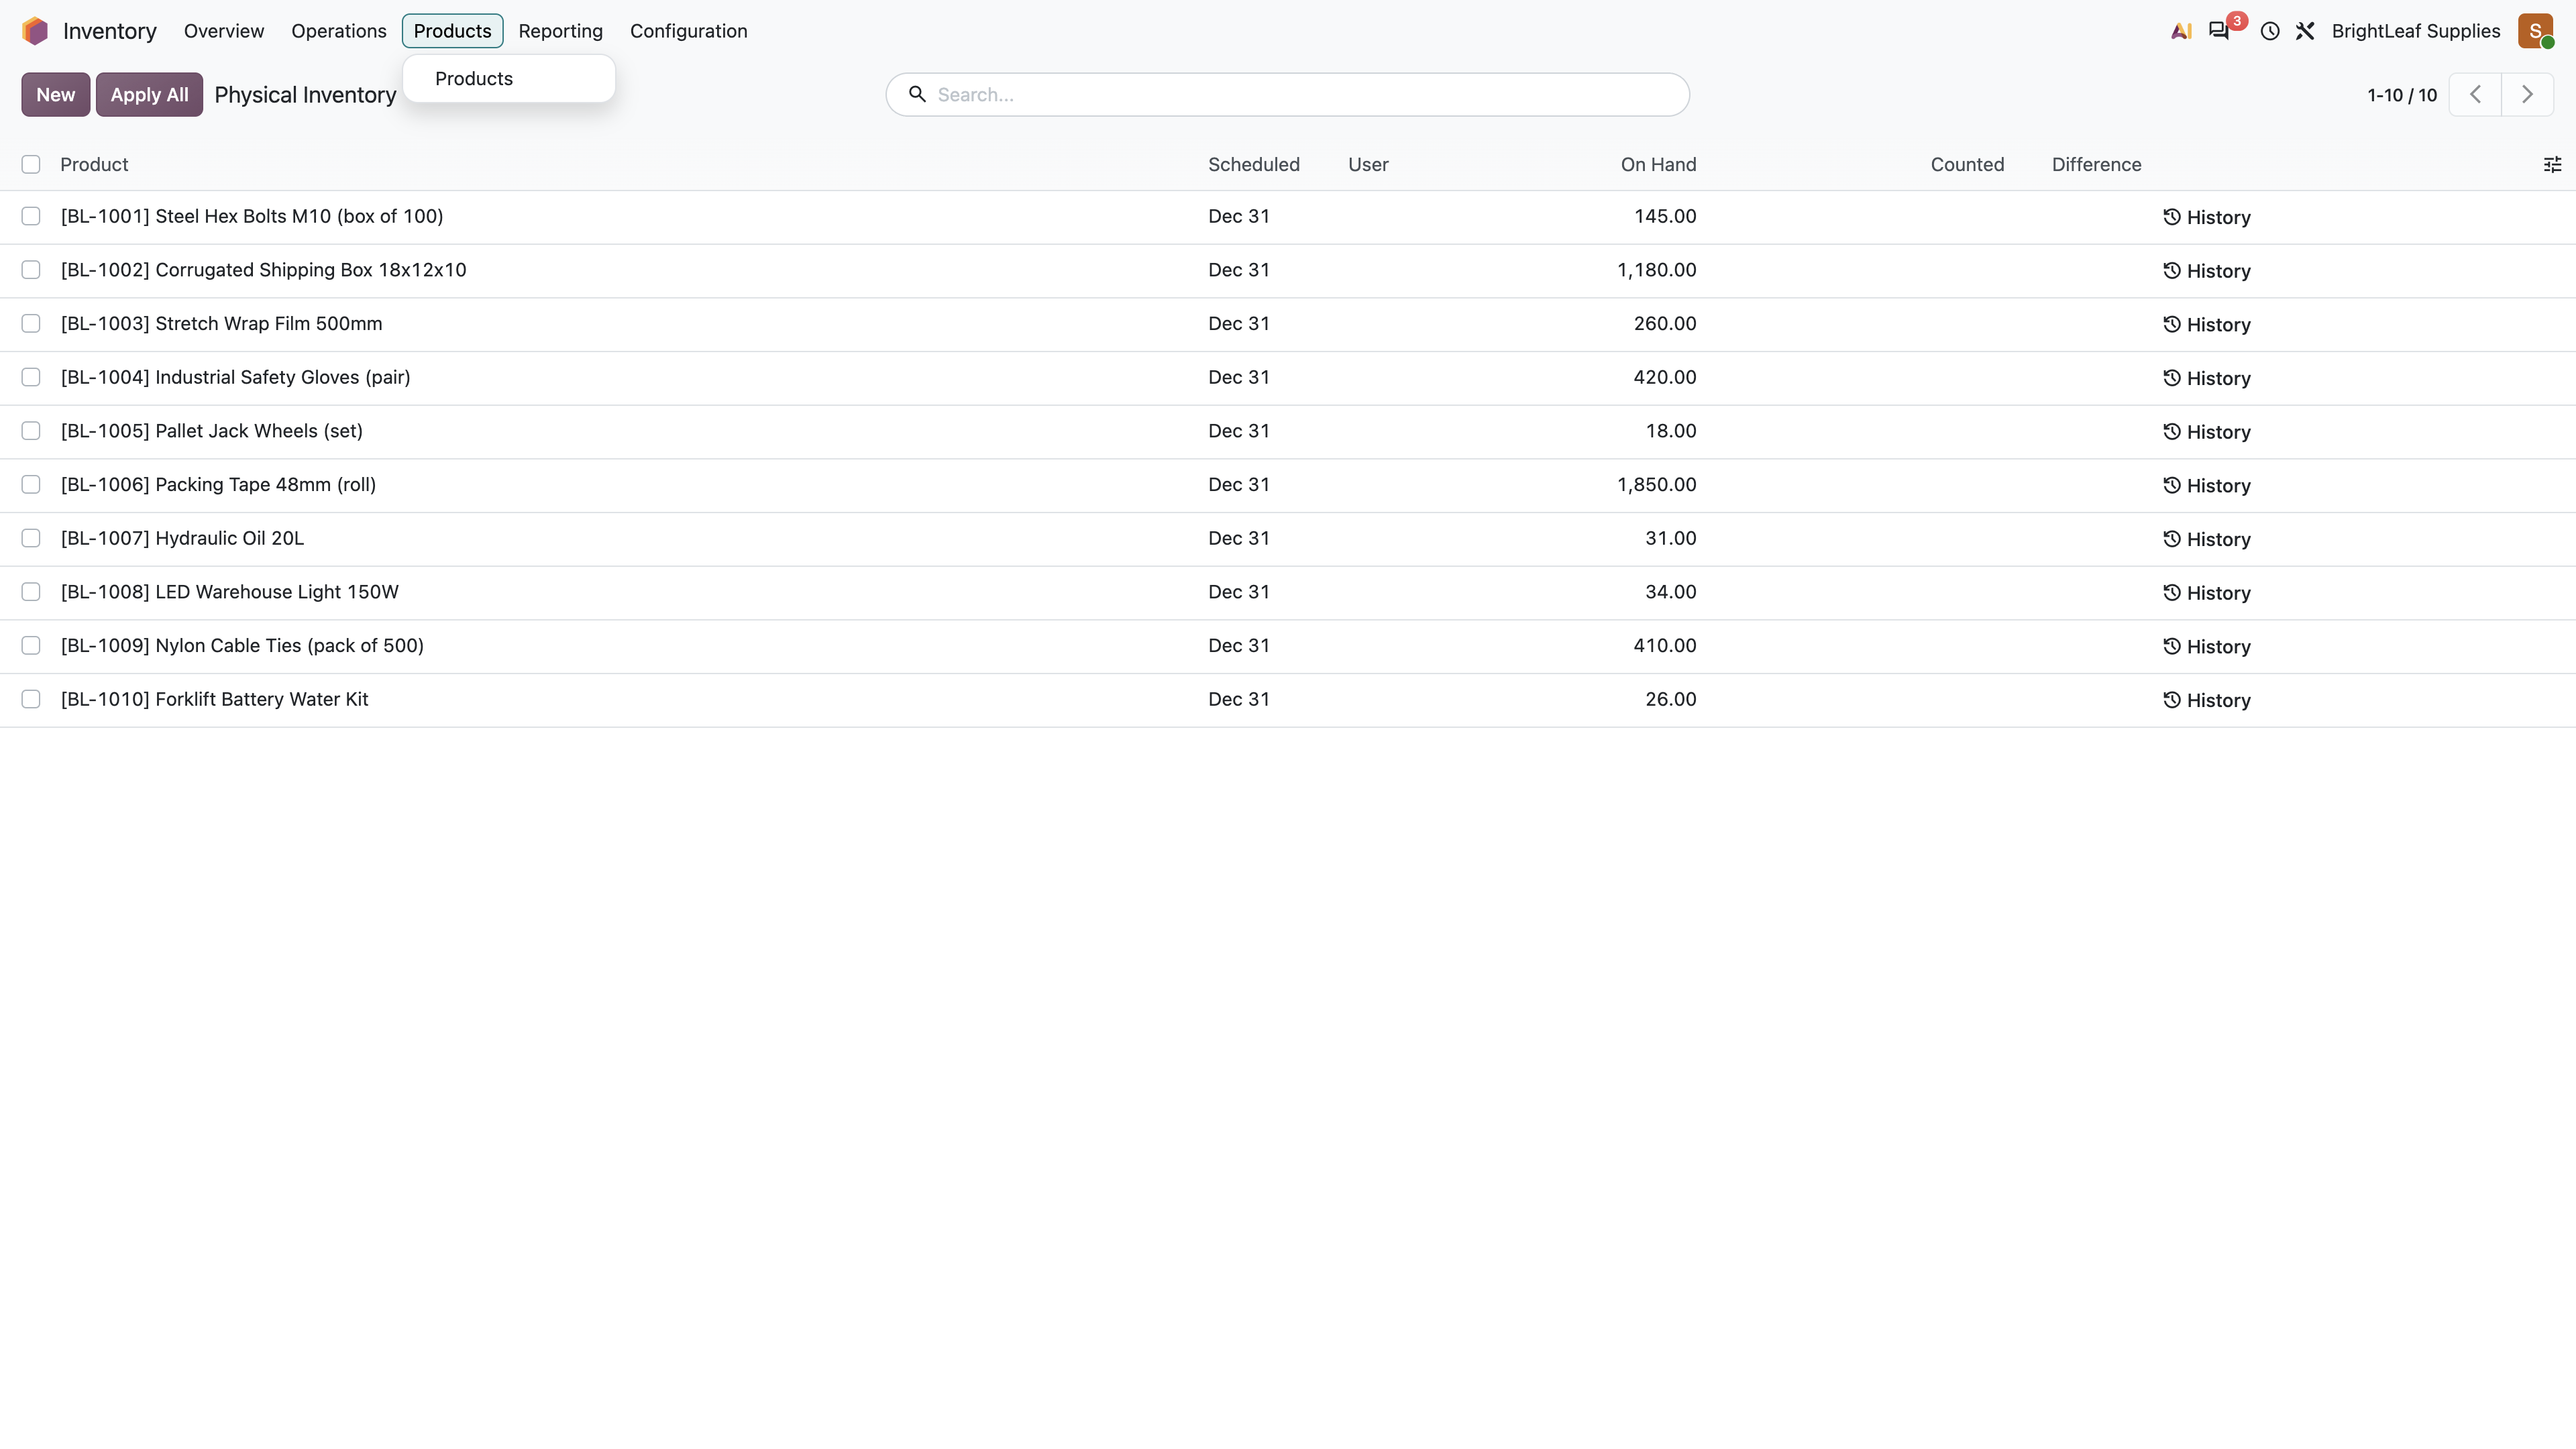 Inventory Overview Operations Products Reporting Configuration AI 3 BrightLeaf Supplies S
Products
New Apply All Physical Inventory Search... 1-10 / 10
Product Scheduled User On Hand Counted Difference
[BL-1001] Steel Hex Bolts M10 (box of 100) Dec 31 145.00 History
[BL-1002] Corrugated Shipping Box 18x12x10 Dec 31 1,180.00 History
[BL-1003] Stretch Wrap Film 500mm Dec 31 260.00 History
[BL-1004] Industrial Safety Gloves (pair) Dec 31 420.00 History
[BL-1005] Pallet Jack Wheels (set) Dec 31 18.00 History
[BL-1006] Packing Tape 48mm (roll) Dec 31 1,850.00 History
[BL-1007] Hydraulic Oil 20L Dec 31 31.00 History
[BL-1008] LED Warehouse Light 150W Dec 31 34.00 History
[BL-1009] Nylon Cable Ties (pack of 500) Dec 31 410.00 History
[BL-1010] Forklift Battery Water Kit Dec 31 26.00 History